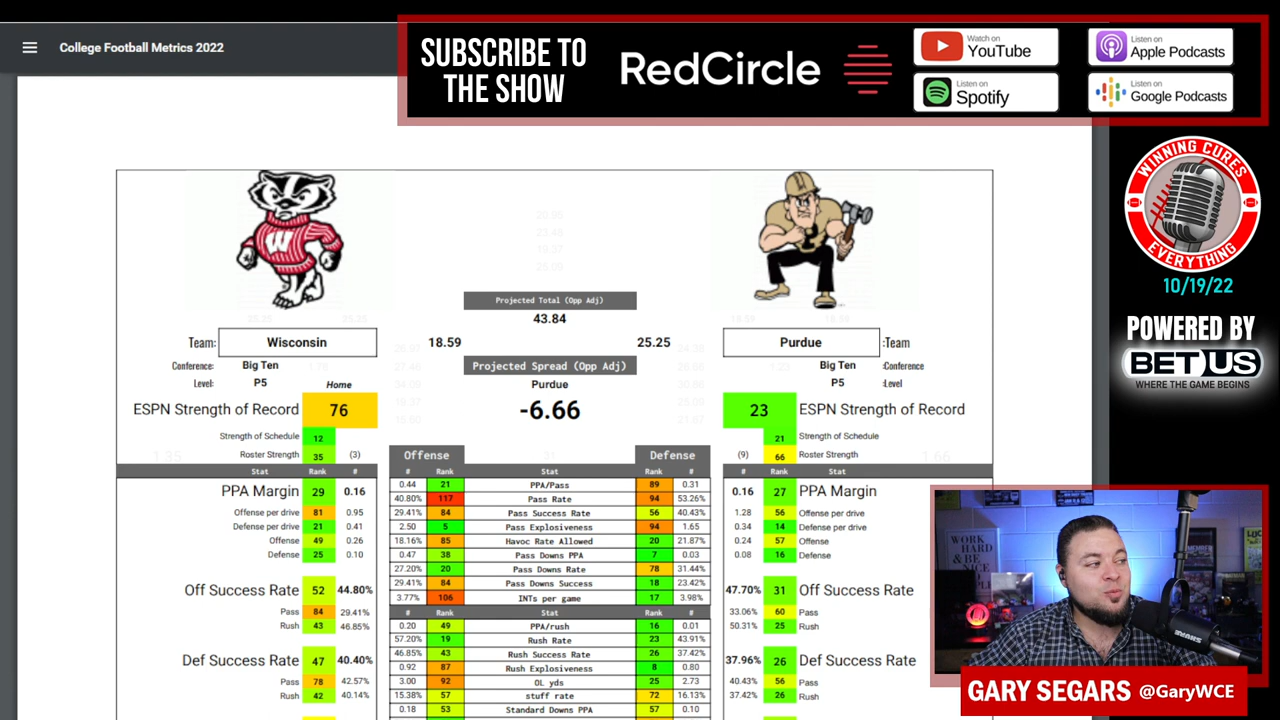 College Football Metrics 2022
SUBSCRIBE TO
THE SHOW
RedCircle
Watch on
YouTube
Listen on
Spotify
Listen on
Apple Podcasts
Listen on
Google Podcasts
WINNING CURES
EVERYTHING
10/19/22
POWERED BY
BETUS
WHERE THE GAME BEGINS
W
20.96
23.46
19.37
Projected Total (Opp Adj)
43.84
Team: Wisconsin 18.59 25.25 Purdue :Team
Projected Spread (Opp Adj)
Conference: Big Ten Purdue Big Ten :Conference
Level: P5 Home P5 :Level
-6.66
ESPN Strength of Record 76 23 ESPN Strength of Record
Strength of Schedule 12 21 Strength of Schedule
Roster Strength 35 (3) (9) 66 Roster Strength
1.35 1.66
Offense 31 Defense
Stat Rank # # Rank Stat Rank # # Rank Stat
PPA Margin 29 0.16 0.16 27 PPA Margin
Offense per drive 81 0.95 1.28 56 Offense per drive
Defense per drive 21 0.41 0.34 14 Defense per drive
Offense 49 0.26 0.24 57 Offense
Defense 25 0.10 0.08 16 Defense
Off Success Rate 52 44.80% 47.70% 31 Off Success Rate
Pass 84 29.41% 33.06% 60 Pass
Rush 43 46.85% 50.31% 25 Rush
Def Success Rate 47 40.40% 37.96% 26 Def Success Rate
Pass 78 42.57% 40.43% 56 Pass
Rush 42 40.14% 37.42% 26 Rush
0.44 21 PPA/Pass 89 0.31
40.80% 117 Pass Rate 94 53.26%
29.41% 84 Pass Success Rate 56 40.43%
2.50 5 Pass Explosiveness 94 1.65
18.16% 85 Havoc Rate Allowed 20 21.87%
0.47 38 Pass Downs PPA 7 0.03
27.20% 20 Pass Downs Rate 78 31.44%
29.41% 84 Pass Downs Success 18 23.42%
3.77% 106 INTs per game 17 3.98%
# Rank Stat Rank #
0.20 49 PPA/rush 16 0.01
57.20% 19 Rush Rate 23 43.91%
46.85% 43 Rush Success Rate 26 37.42%
0.92 87 Rush Explosiveness 8 0.80
3.00 92 OL yds 25 2.73
15.38% 57 stuff rate 72 16.13%
0.18 53 Standard Downs PPA 57 0.10
WORK
HARD
& BE
GARY SEGARS @GaryWCE